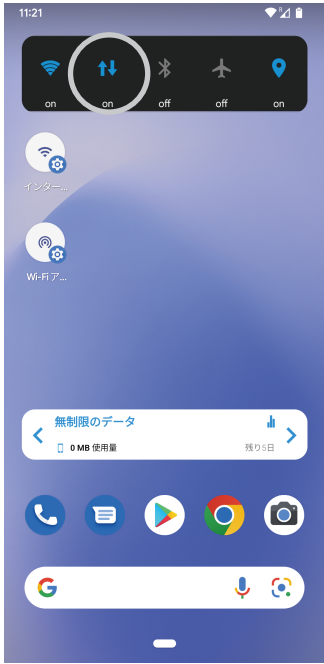 11:21
R
on
on
off
off
on
インター...
Wi-Fi ア...
無制限のデータ
0 MB 使用量
残り5日
G